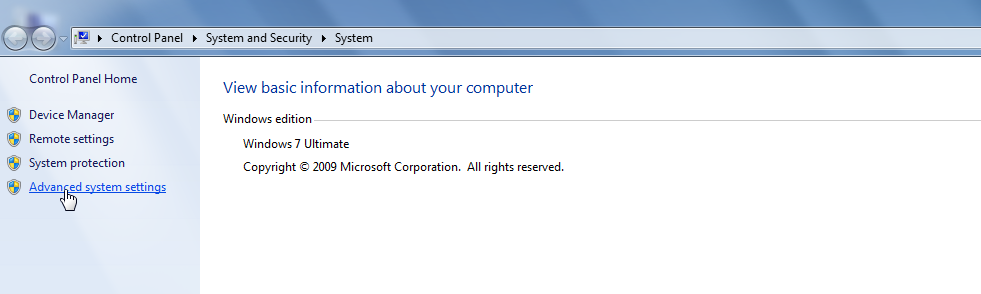 Control Panel ▸ System and Security ▸ System
Control Panel Home
Device Manager
Remote settings
System protection
Advanced system settings
View basic information about your computer
Windows edition
Windows 7 Ultimate
Copyright © 2009 Microsoft Corporation.  All rights reserved.